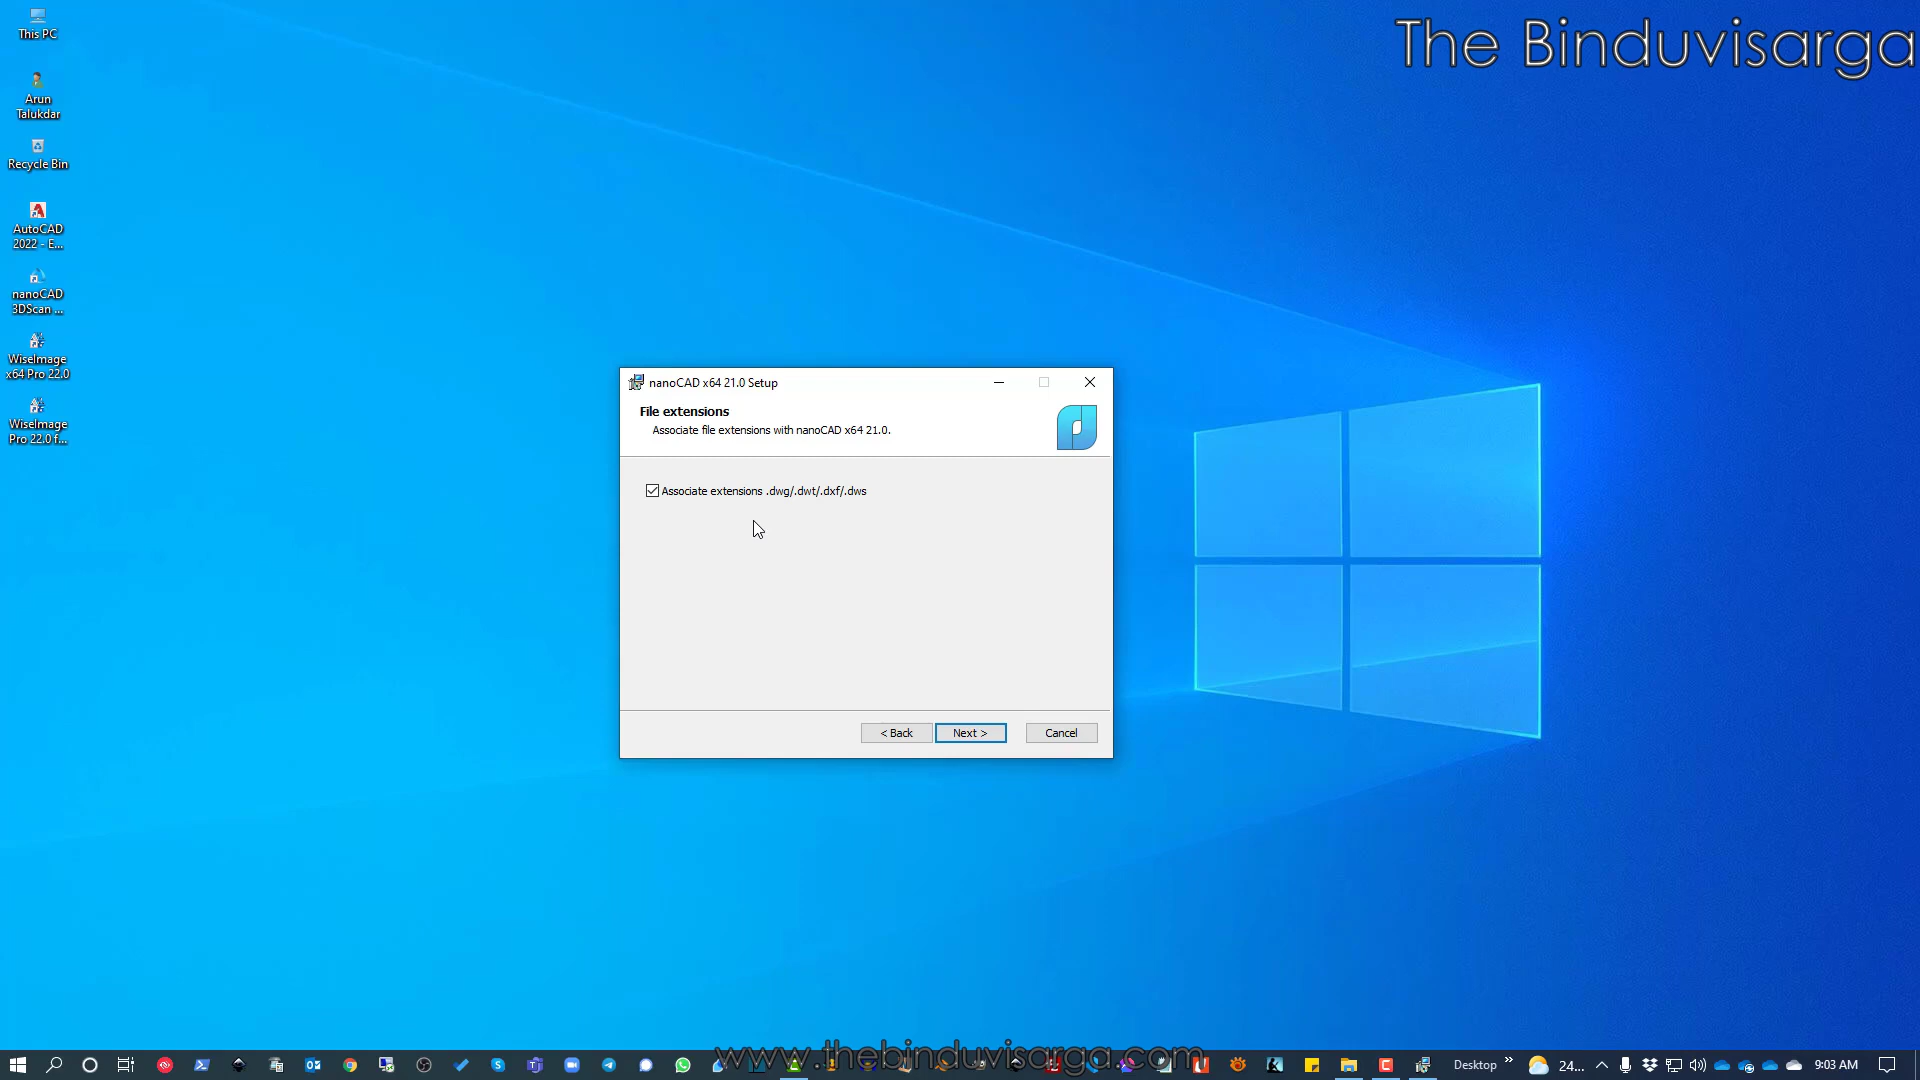 The Binduvisarga
This PC
Arun
Talukdar
Recycle Bin
AutoCAD
2022 - E...
nanoCAD
3DScan ...
WiseImage
x64 Pro 22.0
WiseImage
Pro 22.0 f...
nanoCAD x64 21.0 Setup
File extensions
Associate file extensions with nanoCAD x64 21.0.
Associate extensions .dwg/.dwt/.dxf/.dws
< Back
Next >
Cancel
www.thebinduvisarga.com
Desktop
24...
9:03 AM